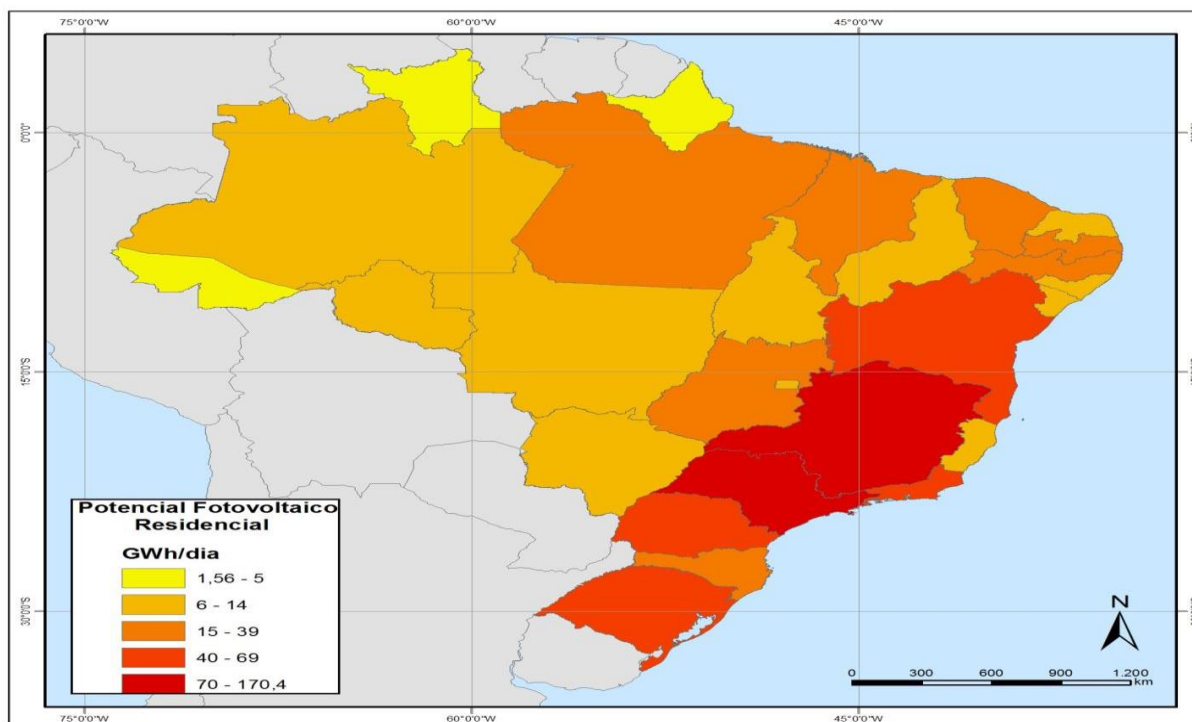 75°0'0"W 60°0'0"W 45°0'0"W
0°0'0"
15°0'0"S
30°0'0"S
Potencial Fotovoltaico
Residencial
GWh/dia
1,56 - 5
6 - 14
15 - 39
40 - 69
70 - 170,4
N
0 300 600 900 1.200
km
75°0'0"W 60°0'0"W 45°0'0"W